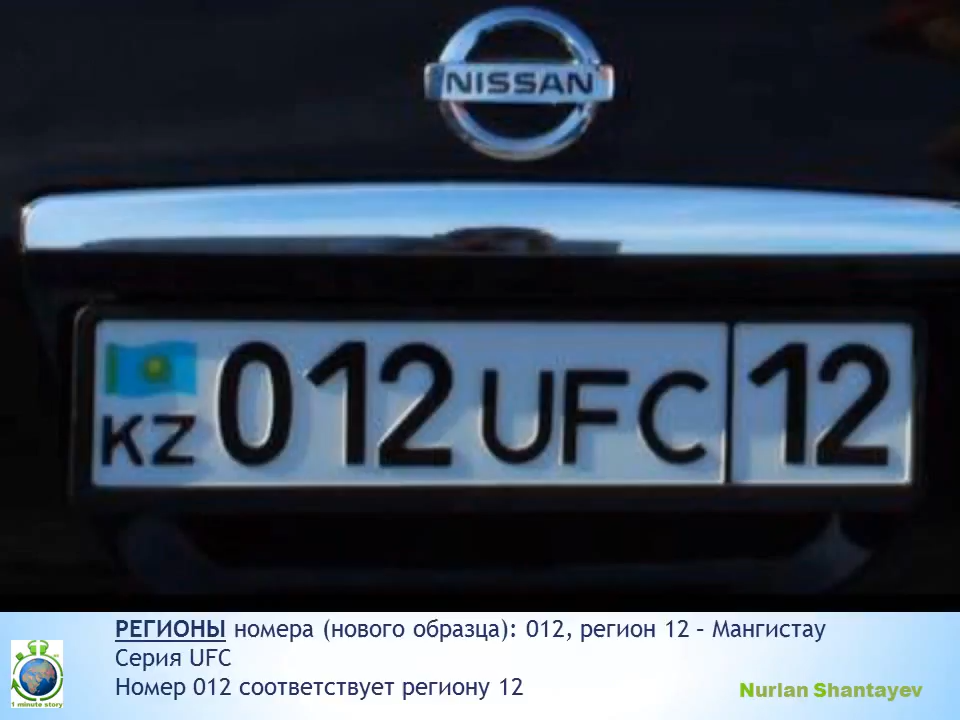 NISSAN
KZ 012 UFC 12
РЕГИОНЫ номера (нового образца): 012, регион 12 – Мангистау
Серия UFC
Номер 012 соответствует региону 12
1 minute story
Nurlan Shantayev